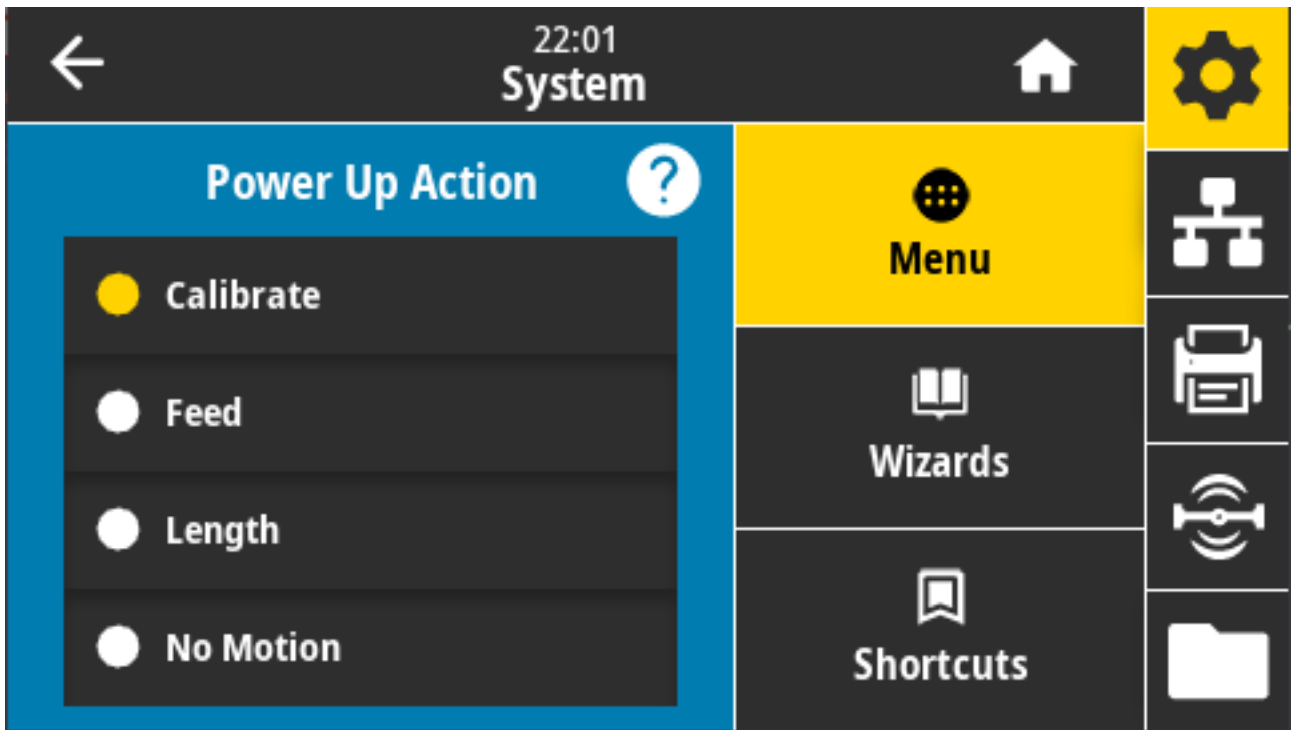 22:01
System
Power Up Action
?
Calibrate
Feed
Length
No Motion
Menu
Wizards
Shortcuts